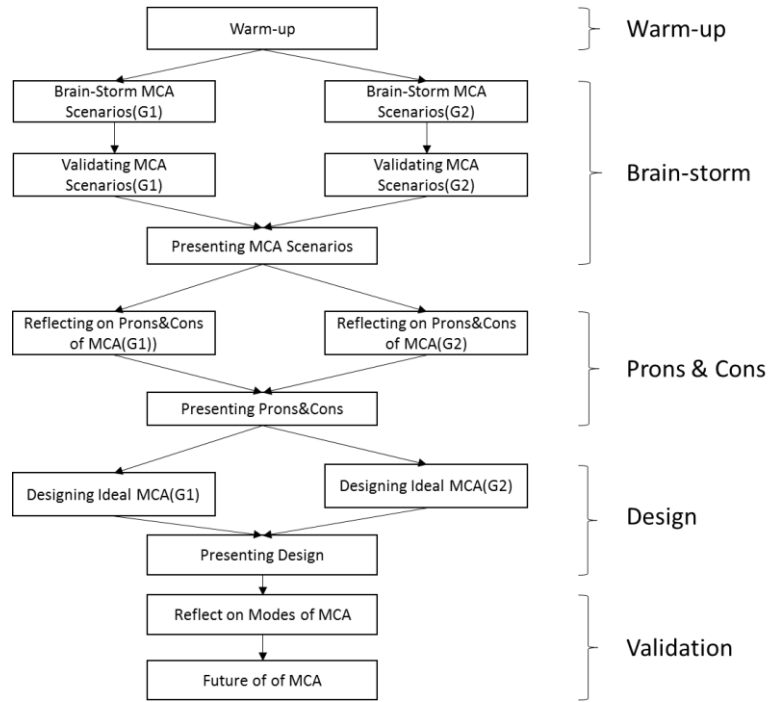 Warm-up
Warm-up
Brain-Storm MCA
Scenarios(G1)
Brain-Storm MCA
Scenarios(G2)
Validating MCA
Scenarios(G1)
Validating MCA
Scenarios(G2)
Brain-storm
Presenting MCA Scenarios
Reflecting on Prons&Cons
of MCA(G1))
Reflecting on Prons&Cons
of MCA(G2)
Prons & Cons
Presenting Prons&Cons
Designing Ideal MCA(G1)
Designing Ideal MCA(G2)
Design
Presenting Design
Reflect on Modes of MCA
Validation
Future of of MCA